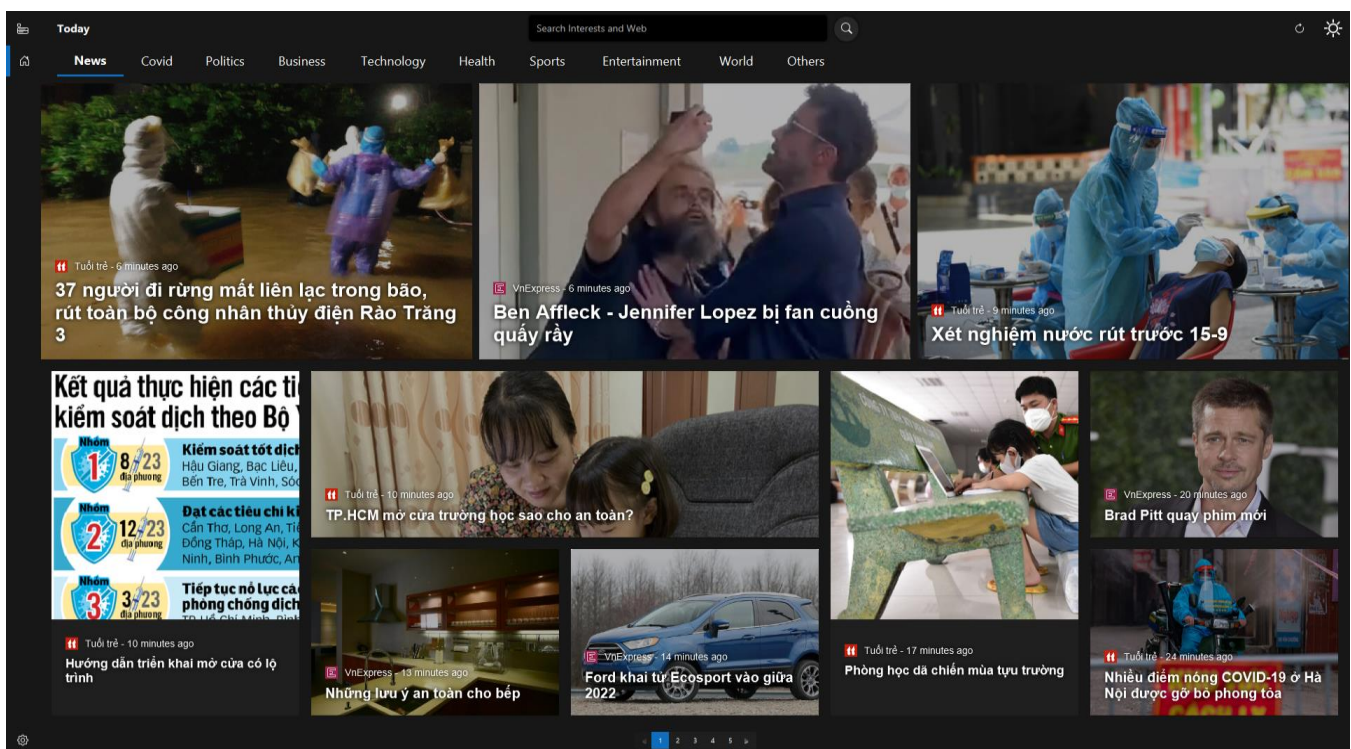 Today
Search Interests and Web
News Covid Politics Business Technology Health Sports Entertainment World Others
Tuổi trẻ - 6 minutes ago
37 người đi rừng mất liên lạc trong bão,
rút toàn bộ công nhân thủy điện Rào Trăng
3
VnExpress - 6 minutes ago
Ben Affleck - Jennifer Lopez bị fan cuồng
quấy rầy
Tuổi trẻ - 9 minutes ago
Xét nghiệm nước rút trước 15-9
Kết quả thực hiện các
kiểm soát dịch theo Bộ
Nhóm
1
8/23
địa phương
Kiểm soát tốt dịch
Hậu Giang, Bạc Liêu,
Bến Tre, Trà Vinh,
Nhóm
2
12/23
địa phương
Đạt các tiêu chí
Cần Thơ, Long An,
Đồng Tháp, Hà Nội,
Ninh, Bình Phước,
Nhóm
3
3/23
địa phương
Tiếp tục nỗ lực
phòng chống dịch
Tuổi trẻ - 10 minutes ago
Hướng dẫn triển khai mở cửa có lộ
trình
Tuổi trẻ - 10 minutes ago
TP.HCM mở cửa trường học sao cho an toàn?
VnExpress - 13 minutes ago
Những lưu ý an toàn cho bếp
VnExpress - 14 minutes ago
Ford khai tử Ecosport vào giữa
2022
Tuổi trẻ - 17 minutes ago
Phòng học dã chiến mùa tựu trường
VnExpress - 20 minutes ago
Brad Pitt quay phim mới
Tuổi trẻ - 24 minutes ago
Nhiều điểm nóng COVID-19 ở Hà
Nội được gỡ bỏ phong tỏa
« 1 2 3 4 5 »